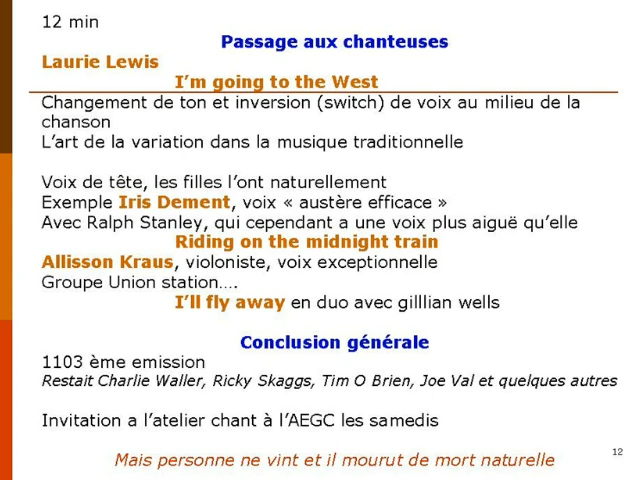 12 min
Passage aux chanteuses
Laurie Lewis
I'm going to the West
Changement de ton et inversion (switch) de voix au milieu de la
chanson
L'art de la variation dans la musique traditionnelle
Voix de tête, les filles l'ont naturellement
Exemple Iris Dement, voix « austère efficace »
Avec Ralph Stanley, qui cependant a une voix plus aiguë qu'elle
Riding on the midnight train
Allisson Kraus, violoniste, voix exceptionnelle
Groupe Union station….
I'll fly away en duo avec gilllian wells
Conclusion générale
1103 ème emission
Restait Charlie Waller, Ricky Skaggs, Tim O Brien, Joe Val et quelques autres
Invitation a l'atelier chant à l'AEGC les samedis
12
Mais personne ne vint et il mourut de mort naturelle